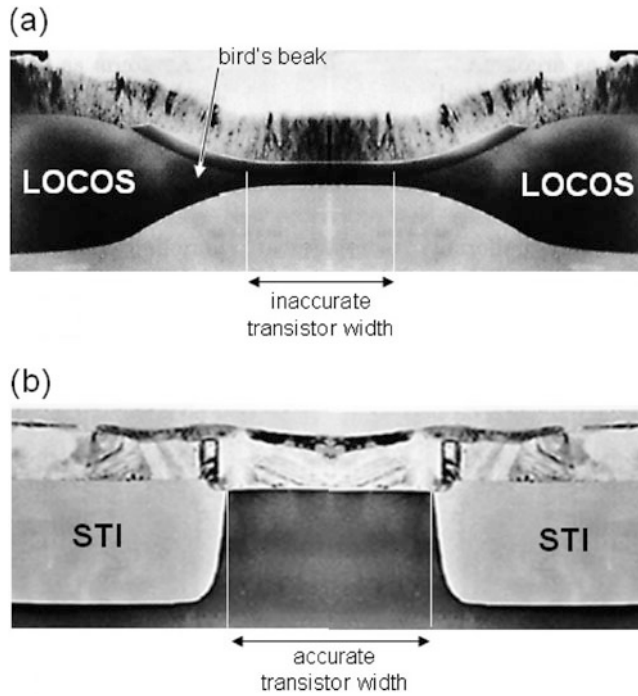 (a)
bird's beak
LOCOS
LOCOS
inaccurate
transistor width
(b)
STI
STI
accurate
transistor width